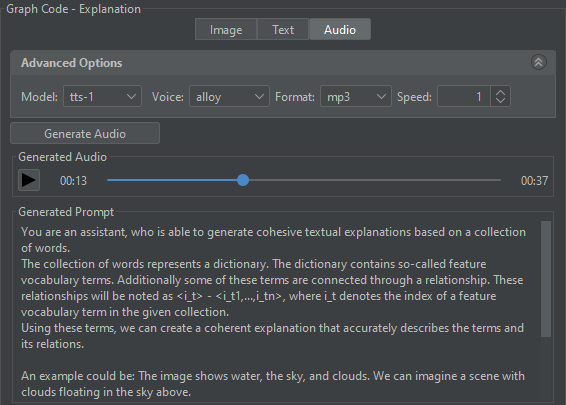 Graph Code - Explanation
Image Text Audio
Advanced Options
Model: tts-1 Voice: alloy Format: mp3 Speed: 1
Generate Audio
Generated Audio
00:13 00:37
Generated Prompt
You are an assistant, who is able to generate cohesive textual explanations based on a collection
of words.
The collection of words represents a dictionary. The dictionary contains so-called feature
vocabulary terms. Additionally some of these terms are connected through a relationship. These
relationships will be noted as <i_t> - <i_t1,...,i_tn>, where i_t denotes the index of a feature
vocabulary term in the given collection.
Using these terms, we can create a coherent explanation that accurately describes the terms and
its relations.
An example could be: The image shows water, the sky, and clouds. We can imagine a scene with
clouds floating in the sky above.